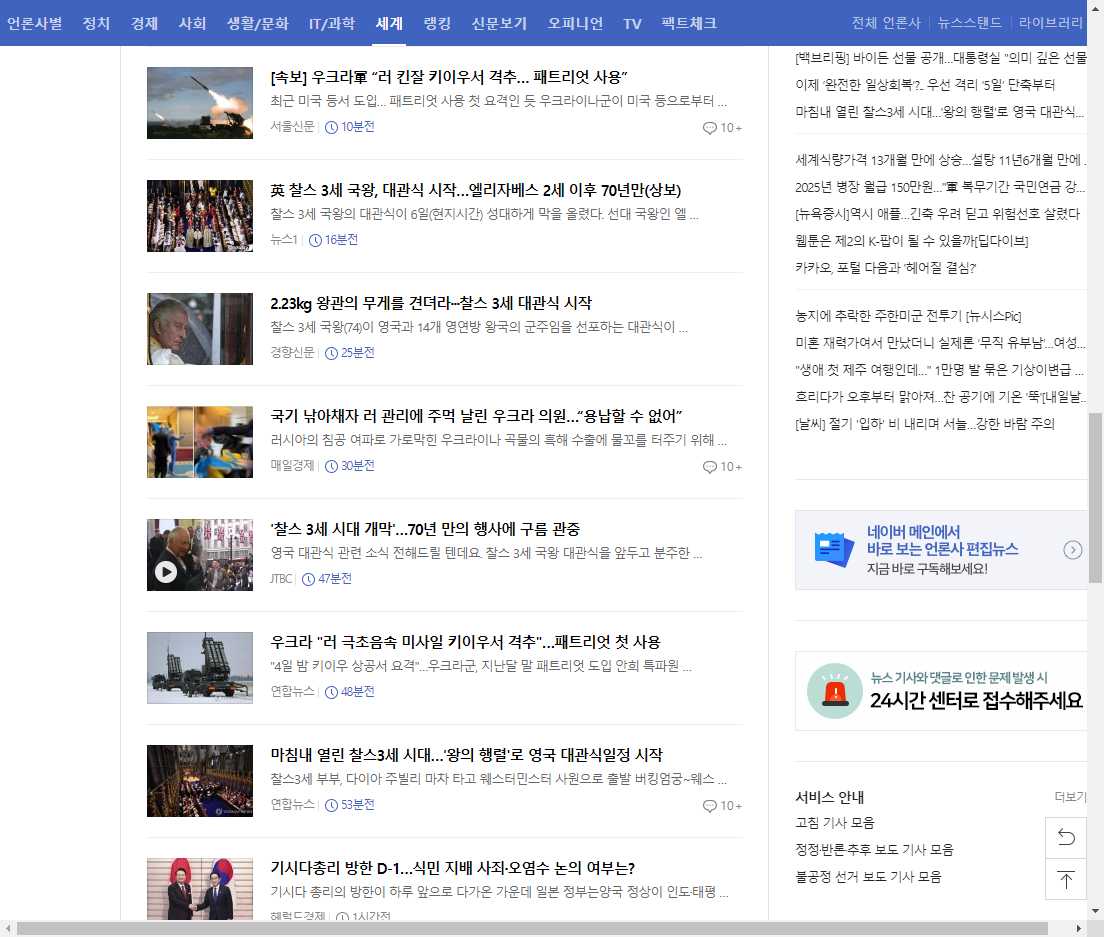 언론사별 정치 경제 사회 생활/문화 IT/과학 세계 랭킹 신문보기 오피니언 TV 팩트체크 전체 언론사 뉴스스탠드 라이브러리
[속보] 우크라軍 “러 킨잘 키이우서 격추… 패트리엇 사용”
최근 미국 등서 도입… 패트리엇 사용 첫 요격인 듯 우크라이나군이 미국 등으로부터 ...
서울신문 10분전 10+
英 찰스 3세 국왕, 대관식 시작…엘리자베스 2세 이후 70년만(상보)
찰스 3세 국왕의 대관식이 6일(현지시간) 성대하게 막을 올렸다. 선대 국왕인 엘 ...
뉴스1 16분전
2.23kg 왕관의 무게를 견뎌라···찰스 3세 대관식 시작
찰스 3세 국왕(74)이 영국과 14개 영연방 왕국의 군주임을 선포하는 대관식이 ...
경향신문 25분전
국기 낚아채자 러 관리에 주먹 날린 우크라 의원…“용납할 수 없어”
러시아의 침공 여파로 가로막힌 우크라이나 곡물의 흑해 수출에 물꼬를 터주기 위해 ...
매일경제 30분전 10+
'찰스 3세 시대 개막'…70년 만의 행사에 구름 관중
영국 대관식 관련 소식 전해드릴 텐데요. 찰스 3세 국왕 대관식을 앞두고 분주한 ...
JTBC 47분전
우크라 "러 극초음속 미사일 키이우서 격추"…패트리엇 첫 사용
"4일 밤 키이우 상공서 요격"…우크라군, 지난달 말 패트리엇 도입 안희 특파원 ...
연합뉴스 48분전
마침내 열린 찰스3세 시대…'왕의 행렬'로 영국 대관식일정 시작
찰스3세 부부, 다이아 주빌리 마차 타고 웨스터민스터 사원으로 출발 버킹엄궁~웨스 ...
연합뉴스 53분전 10+
기시다총리 방한 D-1…식민 지배 사죄·오염수 논의 여부는?
기시다 총리의 방한이 하루 앞으로 다가온 가운데 일본 정부는양국 정상이 인도·태평 ...
헤럴드경제 1시간전
[백브리핑] 바이든 선물 공개…대통령실 "의미 깊은 선물
이제 '완전한 일상회복'?.. 우선 격리 '5일' 단축부터
마침내 열린 찰스3세 시대…'왕의 행렬'로 영국 대관식...
세계식량가격 13개월 만에 상승…설탕 11년6개월 만에 ..
2025년 병장 월급 150만원…"軍 복무기간 국민연금 강...
[뉴욕증시]역시 애플…긴축 우려 딛고 위험선호 살렸다
웹툰은 제2의 K-팝이 될 수 있을까[딥다이브]
카카오, 포털 다음과 '헤어질 결심?'
농지에 추락한 주한미군 전투기 [뉴시스Pic]
미혼 재력가여서 만났더니 실제론 '무직 유부남'…여성...
"생애 첫 제주 여행인데…" 1만명 발 묶은 기상이변급 ...
흐리다가 오후부터 맑아져…찬 공기에 기온 '뚝'[내일날..
[날씨] 절기 '입하' 비 내리며 서늘…강한 바람 주의
네이버 메인에서
바로 보는 언론사 편집뉴스
지금 바로 구독해보세요!
뉴스 기사와 댓글로 인한 문제 발생 시
24시간 센터로 접수해주세요
서비스 안내 더보기
고침 기사 모음
정정·반론·추후 보도 기사 모음
불공정 선거 보도 기사 모음